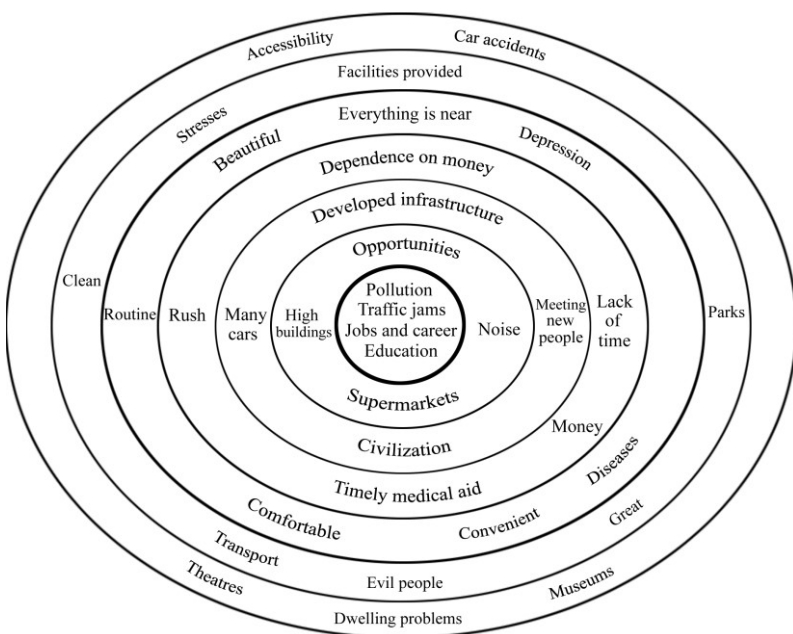 Accessibility
Car accidents
Facilities provided
Stresses
Everything is near
Beautiful
Depression
Dependence on money
Developed infrastructure
Opportunities
Clean
Routine
Rush
Many
cars
High
buildings
Pollution
Traffic jams
Jobs and career
Education
Noise
Meeting
new
people
Lack
of
time
Parks
Supermarkets
Civilization
Money
Timely medical aid
Diseases
Comfortable
Convenient
Great
Transport
Evil people
Theatres
Museums
Dwelling problems